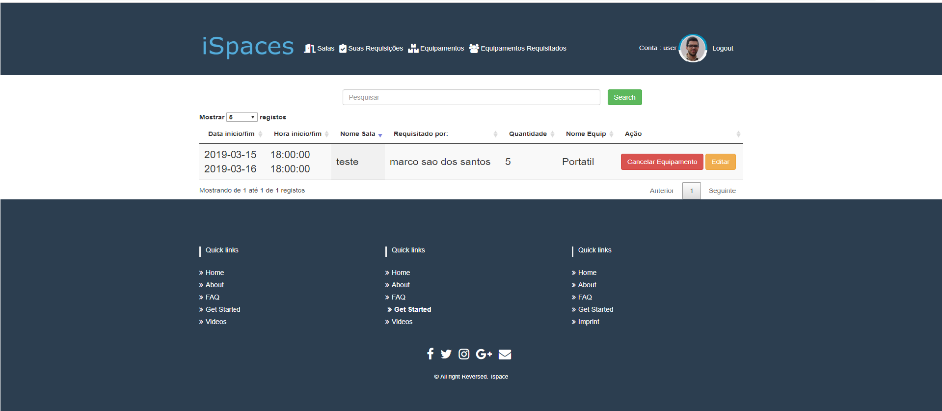 iSpaces Salas Suas Requisições Equipamentos Equipamentos Requisitados Conta : user Logout
Pesquisar Search
Mostrar 5 registos
Data inicio/fim Hora inicio/fim Nome Sala Requisitado por: Quantidade Nome Equip Ação
2019-03-15 18:00:00
teste marco sao dos santos 5 Portatil Cancelar Equipamento Editar
2019-03-16 18:00:00
Mostrando de 1 até 1 de 1 registos Anterior 1 Seguinte
Quick links Quick links Quick links
» Home » Home » Home
» About » About » About
» FAQ » FAQ » FAQ
» Get Started » Get Started » Get Started
» Videos » Videos » Imprint
© All right Reversed. Ispace